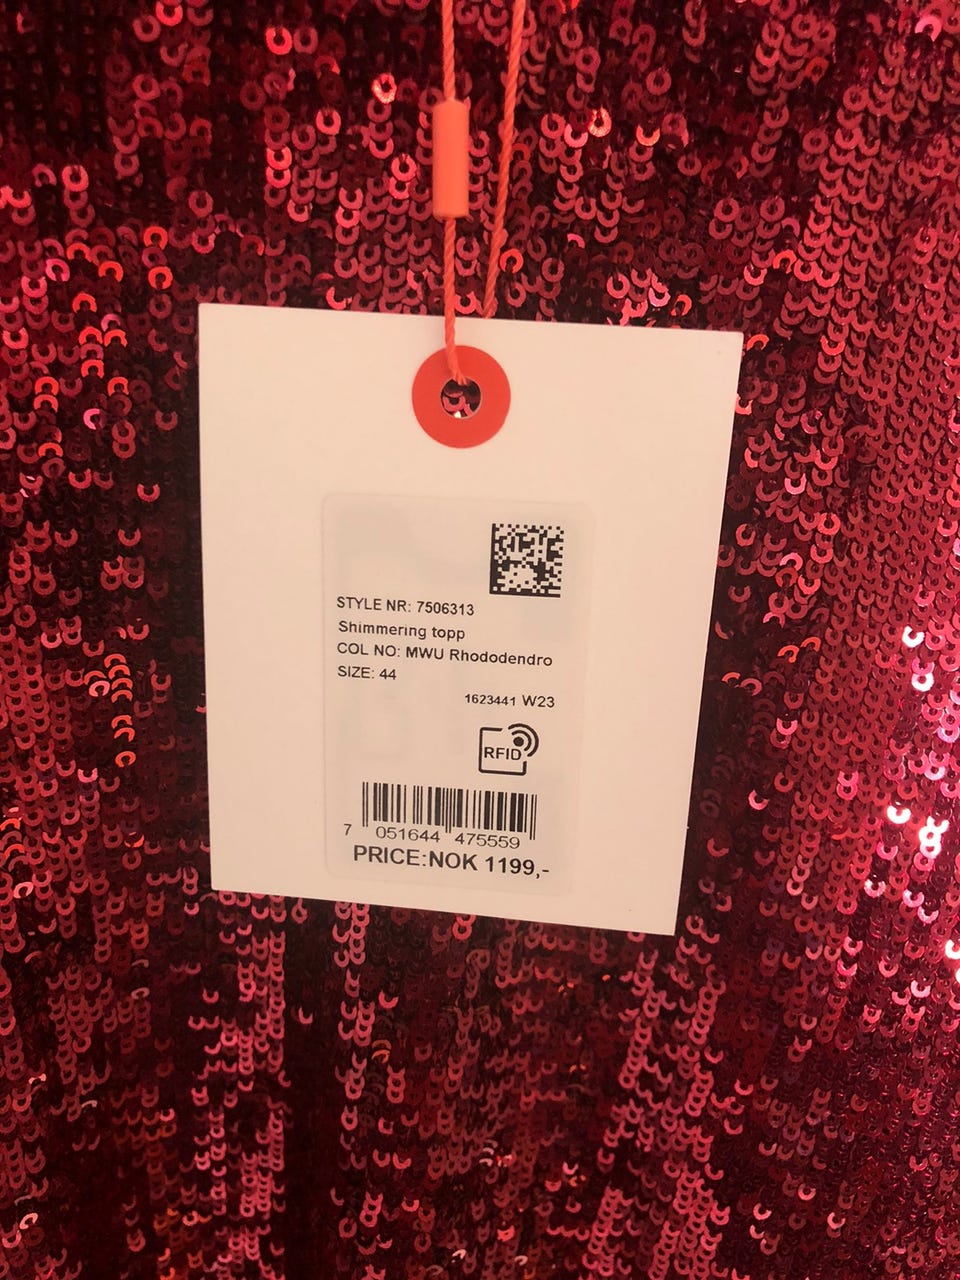 STYLE NR: 7506313
Shimmering topp
COL NO: MWU Rhododendro
SIZE: 44
1623441 W23
RFID
7 051644 475559
PRICE:NOK 1199,-